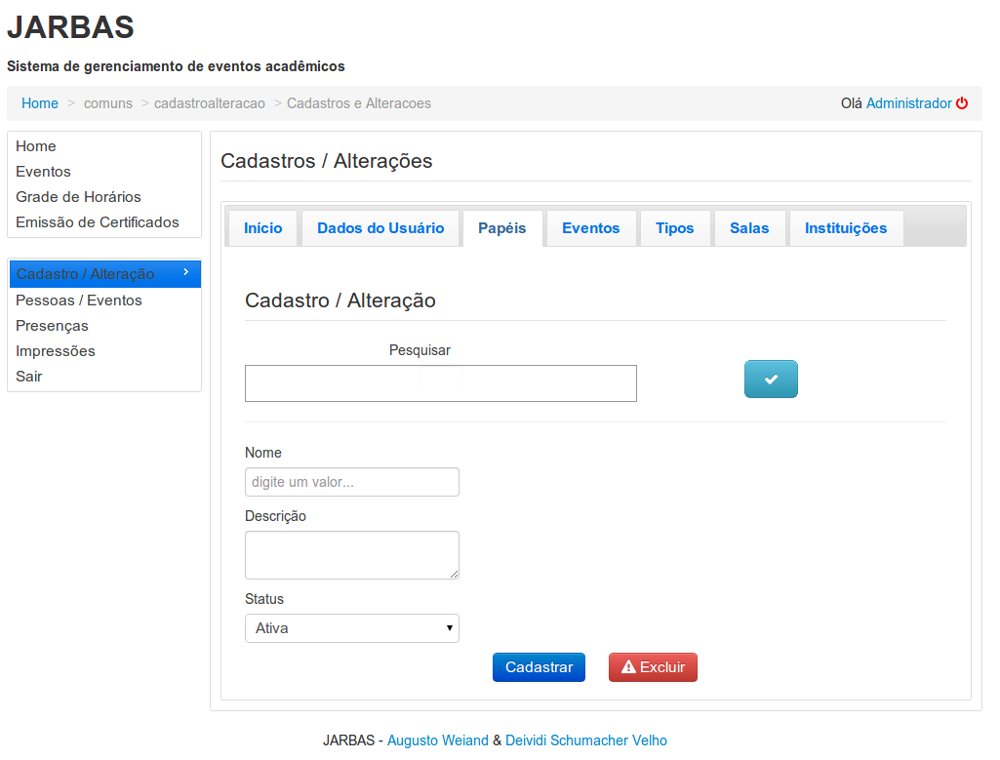 JARBAS
Sistema de gerenciamento de eventos acadêmicos
Home > comuns > cadastroalteracao > Cadastros e Alteracoes Olá Administrador
Home
Eventos
Grade de Horários
Emissão de Certificados
Cadastro / Alteração
Pessoas / Eventos
Presenças
Impressões
Sair
Cadastros / Alterações
Início Dados do Usuário Papéis Eventos Tipos Salas Instituições
Cadastro / Alteração
Pesquisar
Nome
digite um valor...
Descrição
Status
Ativa
Cadastrar Excluir
JARBAS - Augusto Weiand & Deividi Schumacher Velho